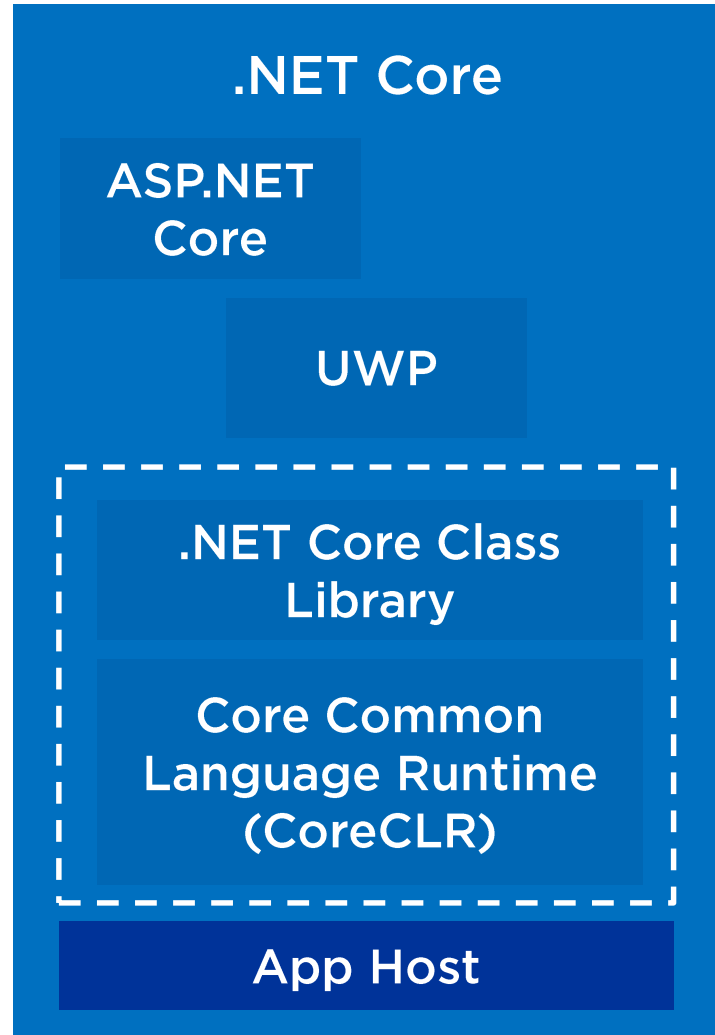 .NET Core
ASP.NET
Core
UWP
.NET Core Class
Library
Core Common
Language Runtime
(CoreCLR)
App Host